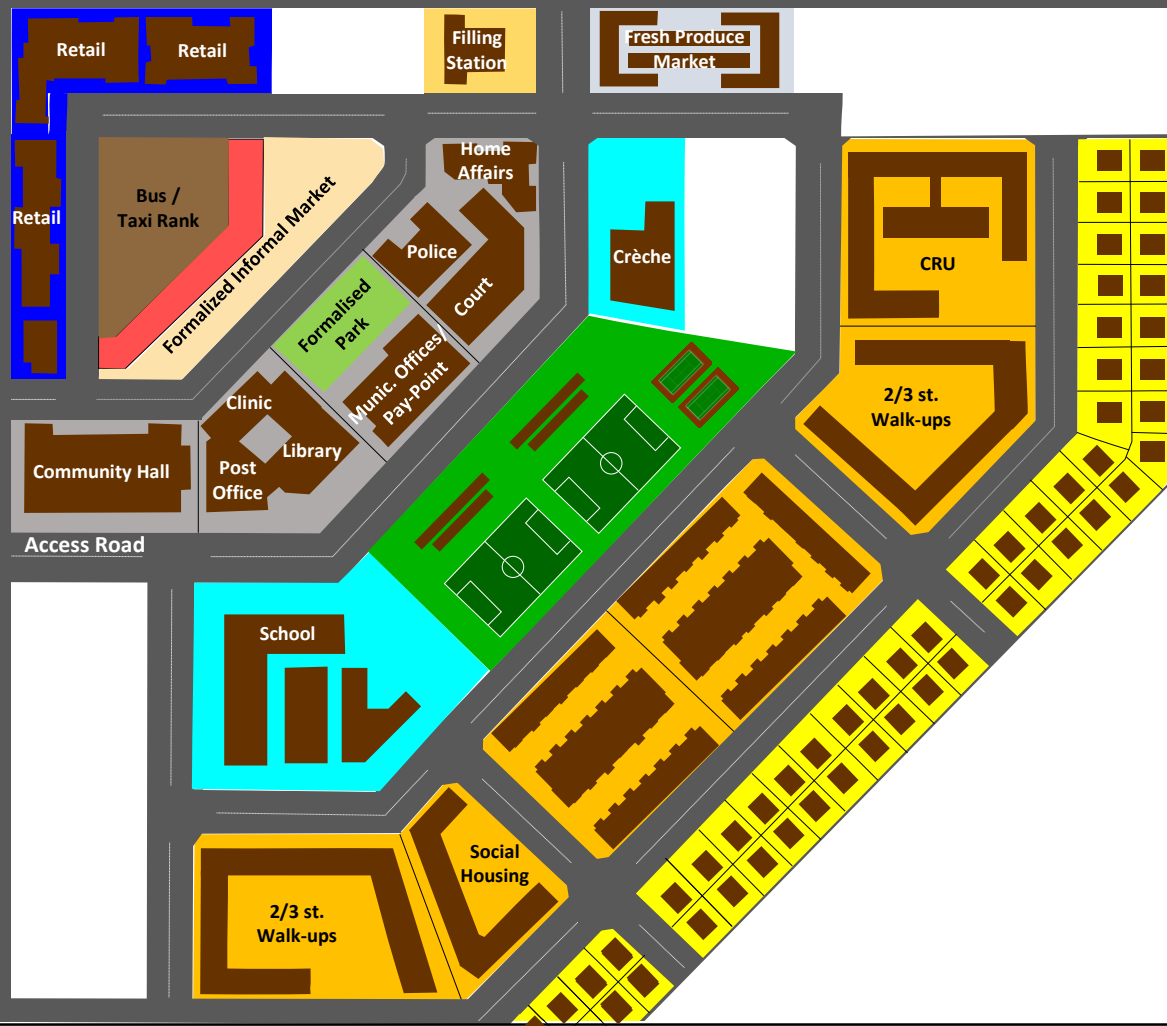 Retail
Retail
Filling
Station
Fresh Produce
Market
Home
Affairs
Bus /
Taxi Rank
Retail
Formalized Informal Market
Police
Court
Crèche
CRU
Formalised
Park
Munic. Offices/
Pay-Point
2/3 st.
Walk-ups
Clinic
Library
Post
Office
Community Hall
Access Road
School
Social
Housing
2/3 st.
Walk-ups